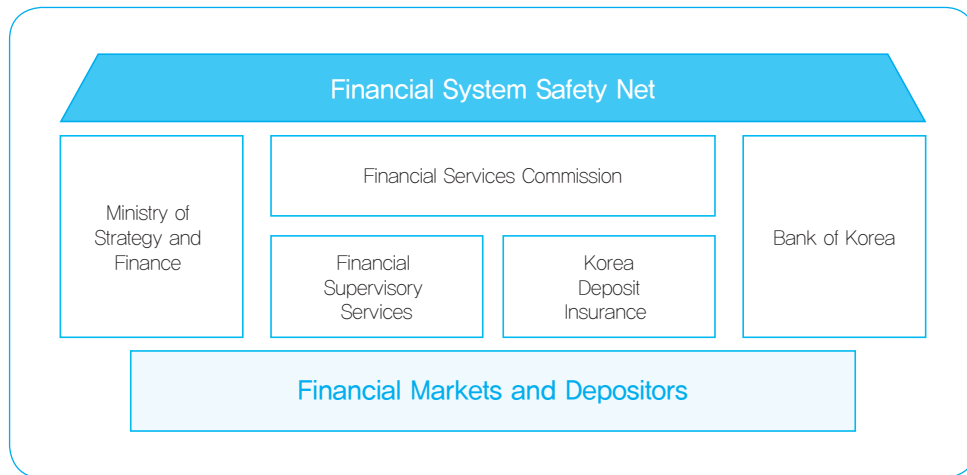 Financial System Safety Net
Ministry of
Strategy and
Finance
Financial Services Commission
Financial
Supervisory
Services
Korea
Deposit
Insurance
Bank of Korea
Financial Markets and Depositors